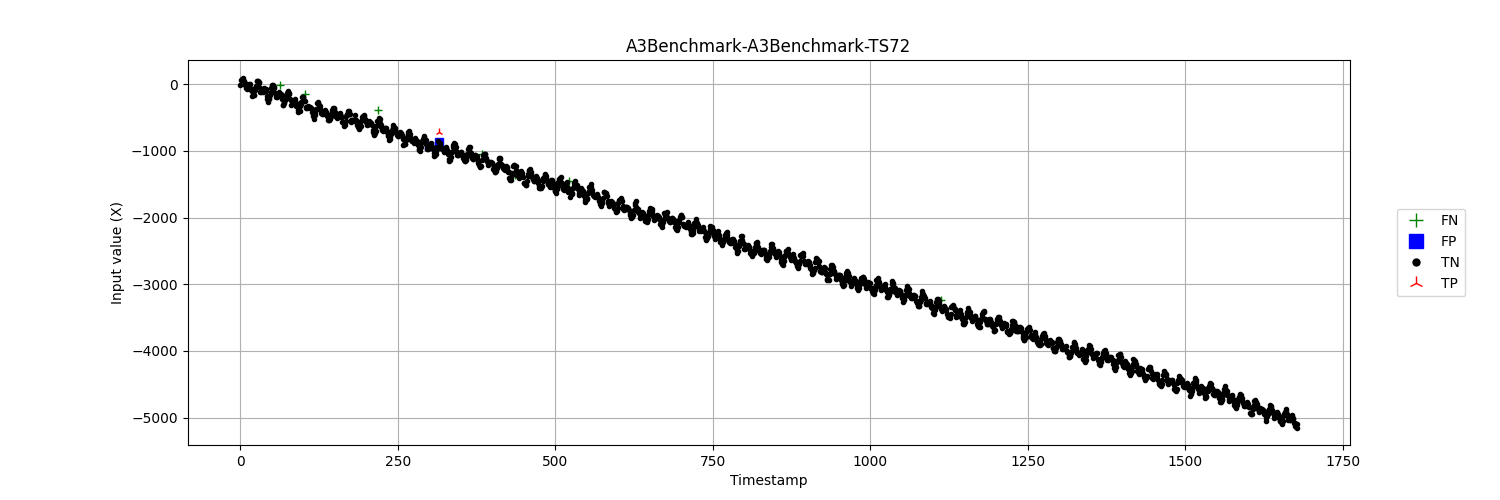 A3Benchmark-A3Benchmark-TS72
0
−1000
−2000
−3000
−4000
−5000
Input value (X)
0 250 500 750 1000 1250 1500 1750
Timestamp
FN
FP
TN
TP